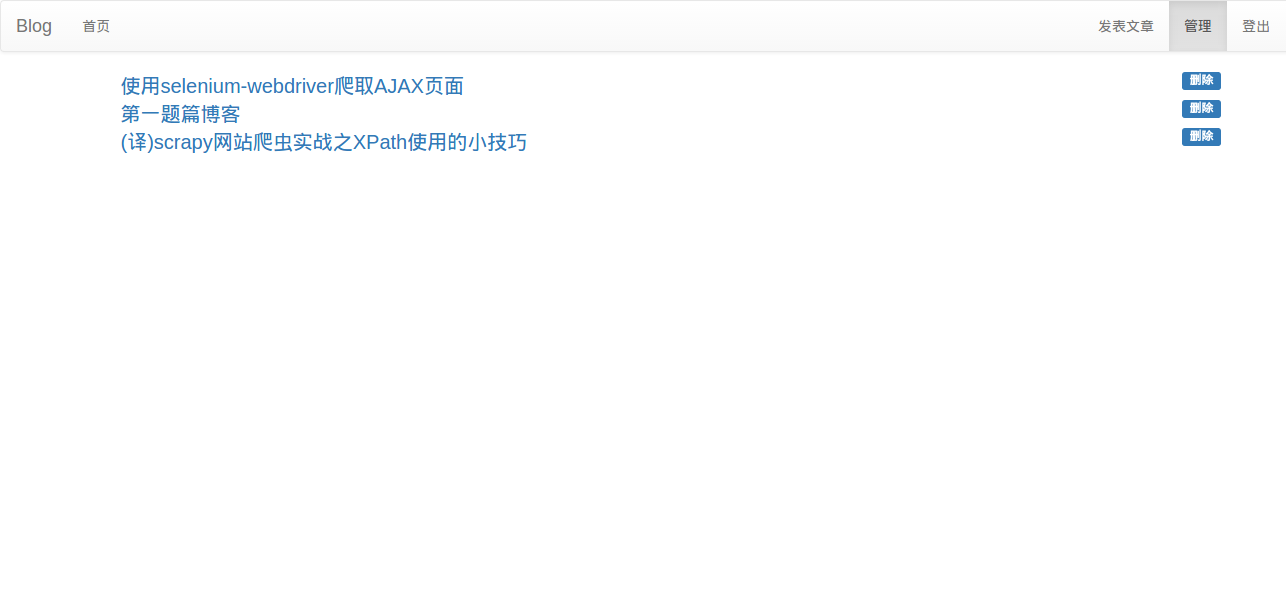 Blog 首页 发表文章 管理 登出
使用selenium-webdriver爬取AJAX页面 删除
第一题篇博客 删除
(译)scrapy网站爬虫实战之XPath使用的小技巧 删除